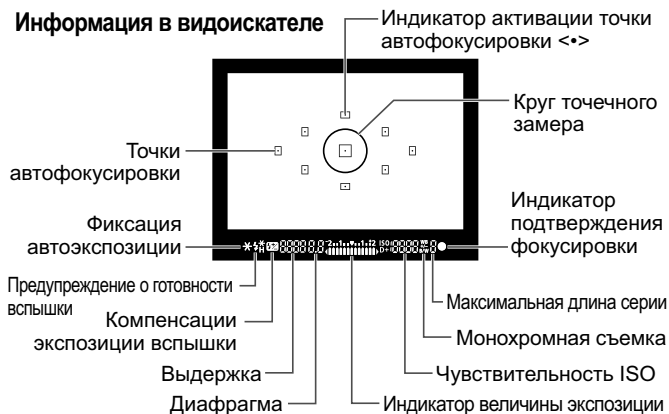 Информация в видоискателе
Индикатор активации точки
автофокусировки <•>
Круг точечного
замера
Точки
автофокусировки
Фиксация
автоэкспозиции
Индикатор
подтверждения
фокусировки
Предупреждение о готовности
вспышки
Компенсации
экспозиции вспышки
Выдержка
Диафрагма
Максимальная длина серии
Монохромная съемка
Чувствительность ISO
Индикатор величины экспозиции